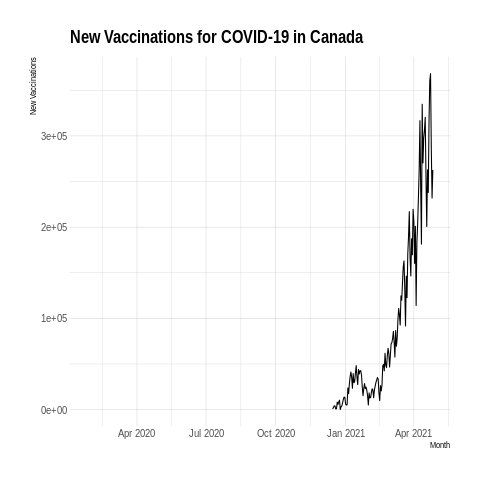 New Vaccinations for COVID-19 in Canada
New Vaccinations
3e+05
2e+05
1e+05
0e+00
Apr 2020 Jul 2020 Oct 2020 Jan 2021 Apr 2021
Month